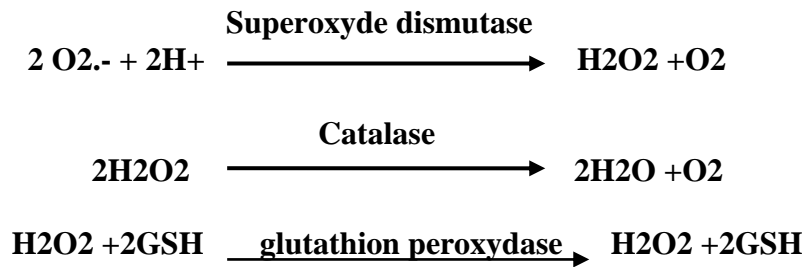 Superoxyde dismutase
2 O2.- + 2H+ H2O2 +O2
Catalase
2H2O2 2H2O +O2
H2O2 +2GSH glutathion peroxydase H2O2 +2GSH